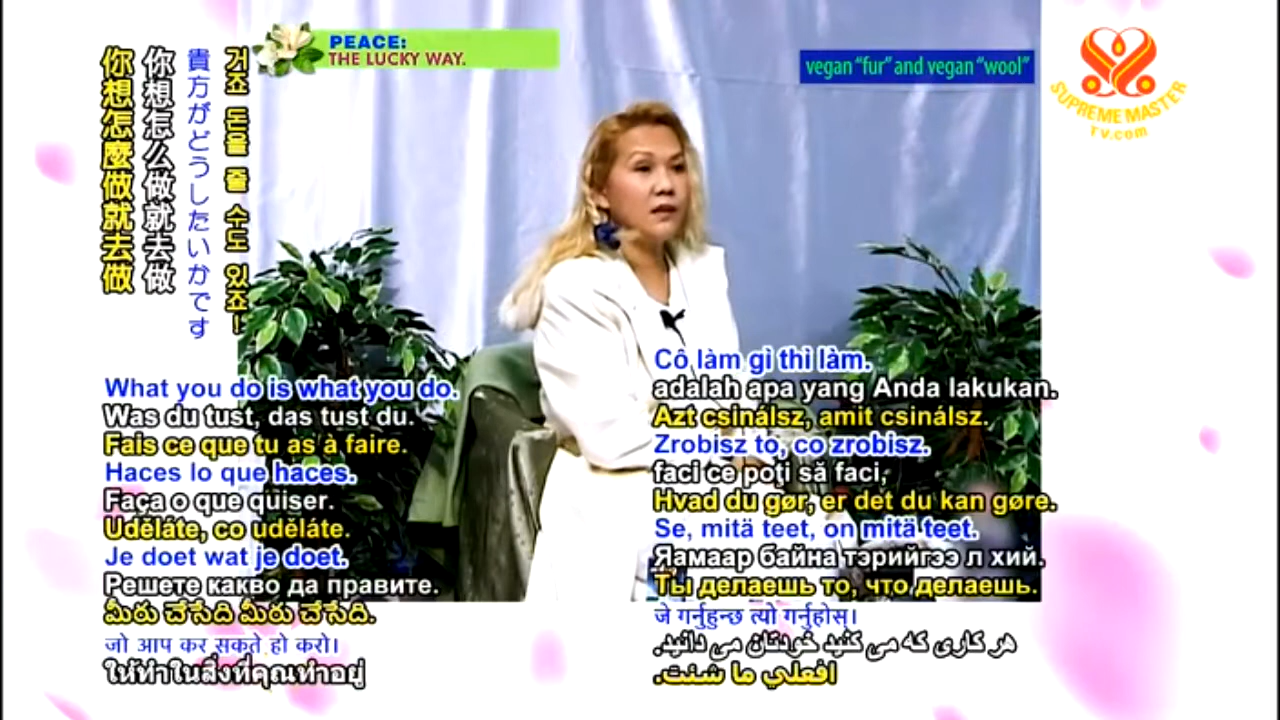 PEACE:
THE LUCKY WAY.
vegan “fur” and vegan “wool”
SUPREME MASTER
TV.com
你想怎麼做就去做
你想怎么做就去做
貴方がどうしたいかです
거죠 돈을 줄 수도 있죠!
What you do is what you do.
Was du tust, das tust du.
Fais ce que tu as à faire.
Haces lo que haces.
Faça o que quiser.
Uděláte, co uděláte.
Je doet wat je doet.
Решете какво да правите.
మీరు చేసేది మీరు చేసేది.
जो आप कर सकते हो करो।
ให้ทำในสิ่งที่คุณทำอยู่
Cô làm gì thì làm.
adalah apa yang Anda lakukan.
Azt csinálsz, amit csinálsz.
Zrobisz to, co zrobisz.
faci ce poți să faci,
Hvad du gør, er det du kan gøre.
Se, mitä teet, on mitä teet.
Яамаар байна тэрийгээ л хий.
Ты делаешь то, что делаешь.
जे गर्नुहुन्छ त्यो गर्नुहोस्।
هر کاری که می کنید خودتان می دانید.
افعلي ما شئت.